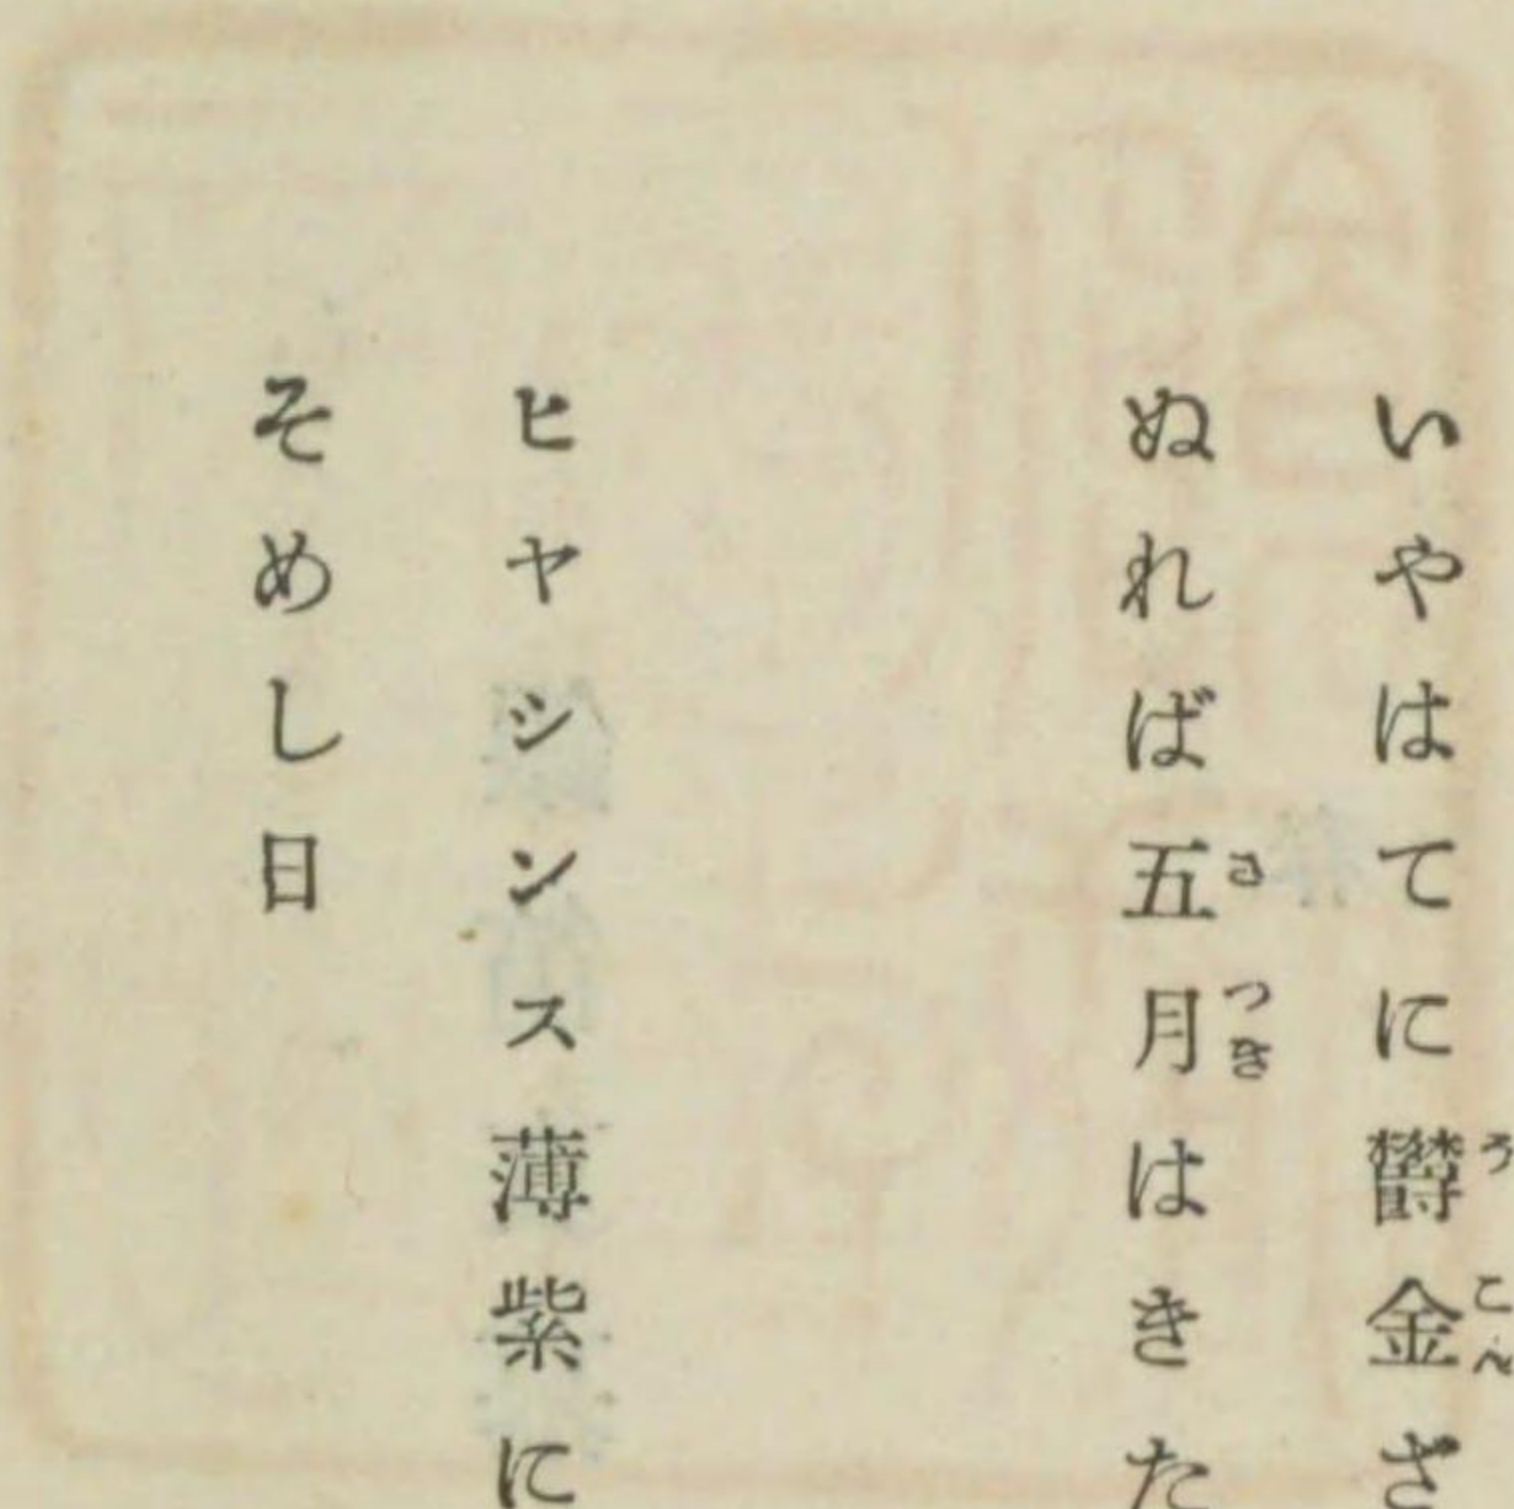 いやはてに鬱金ざ
ぬれば五月はきた
ヒヤシンス薄紫に
そめし日